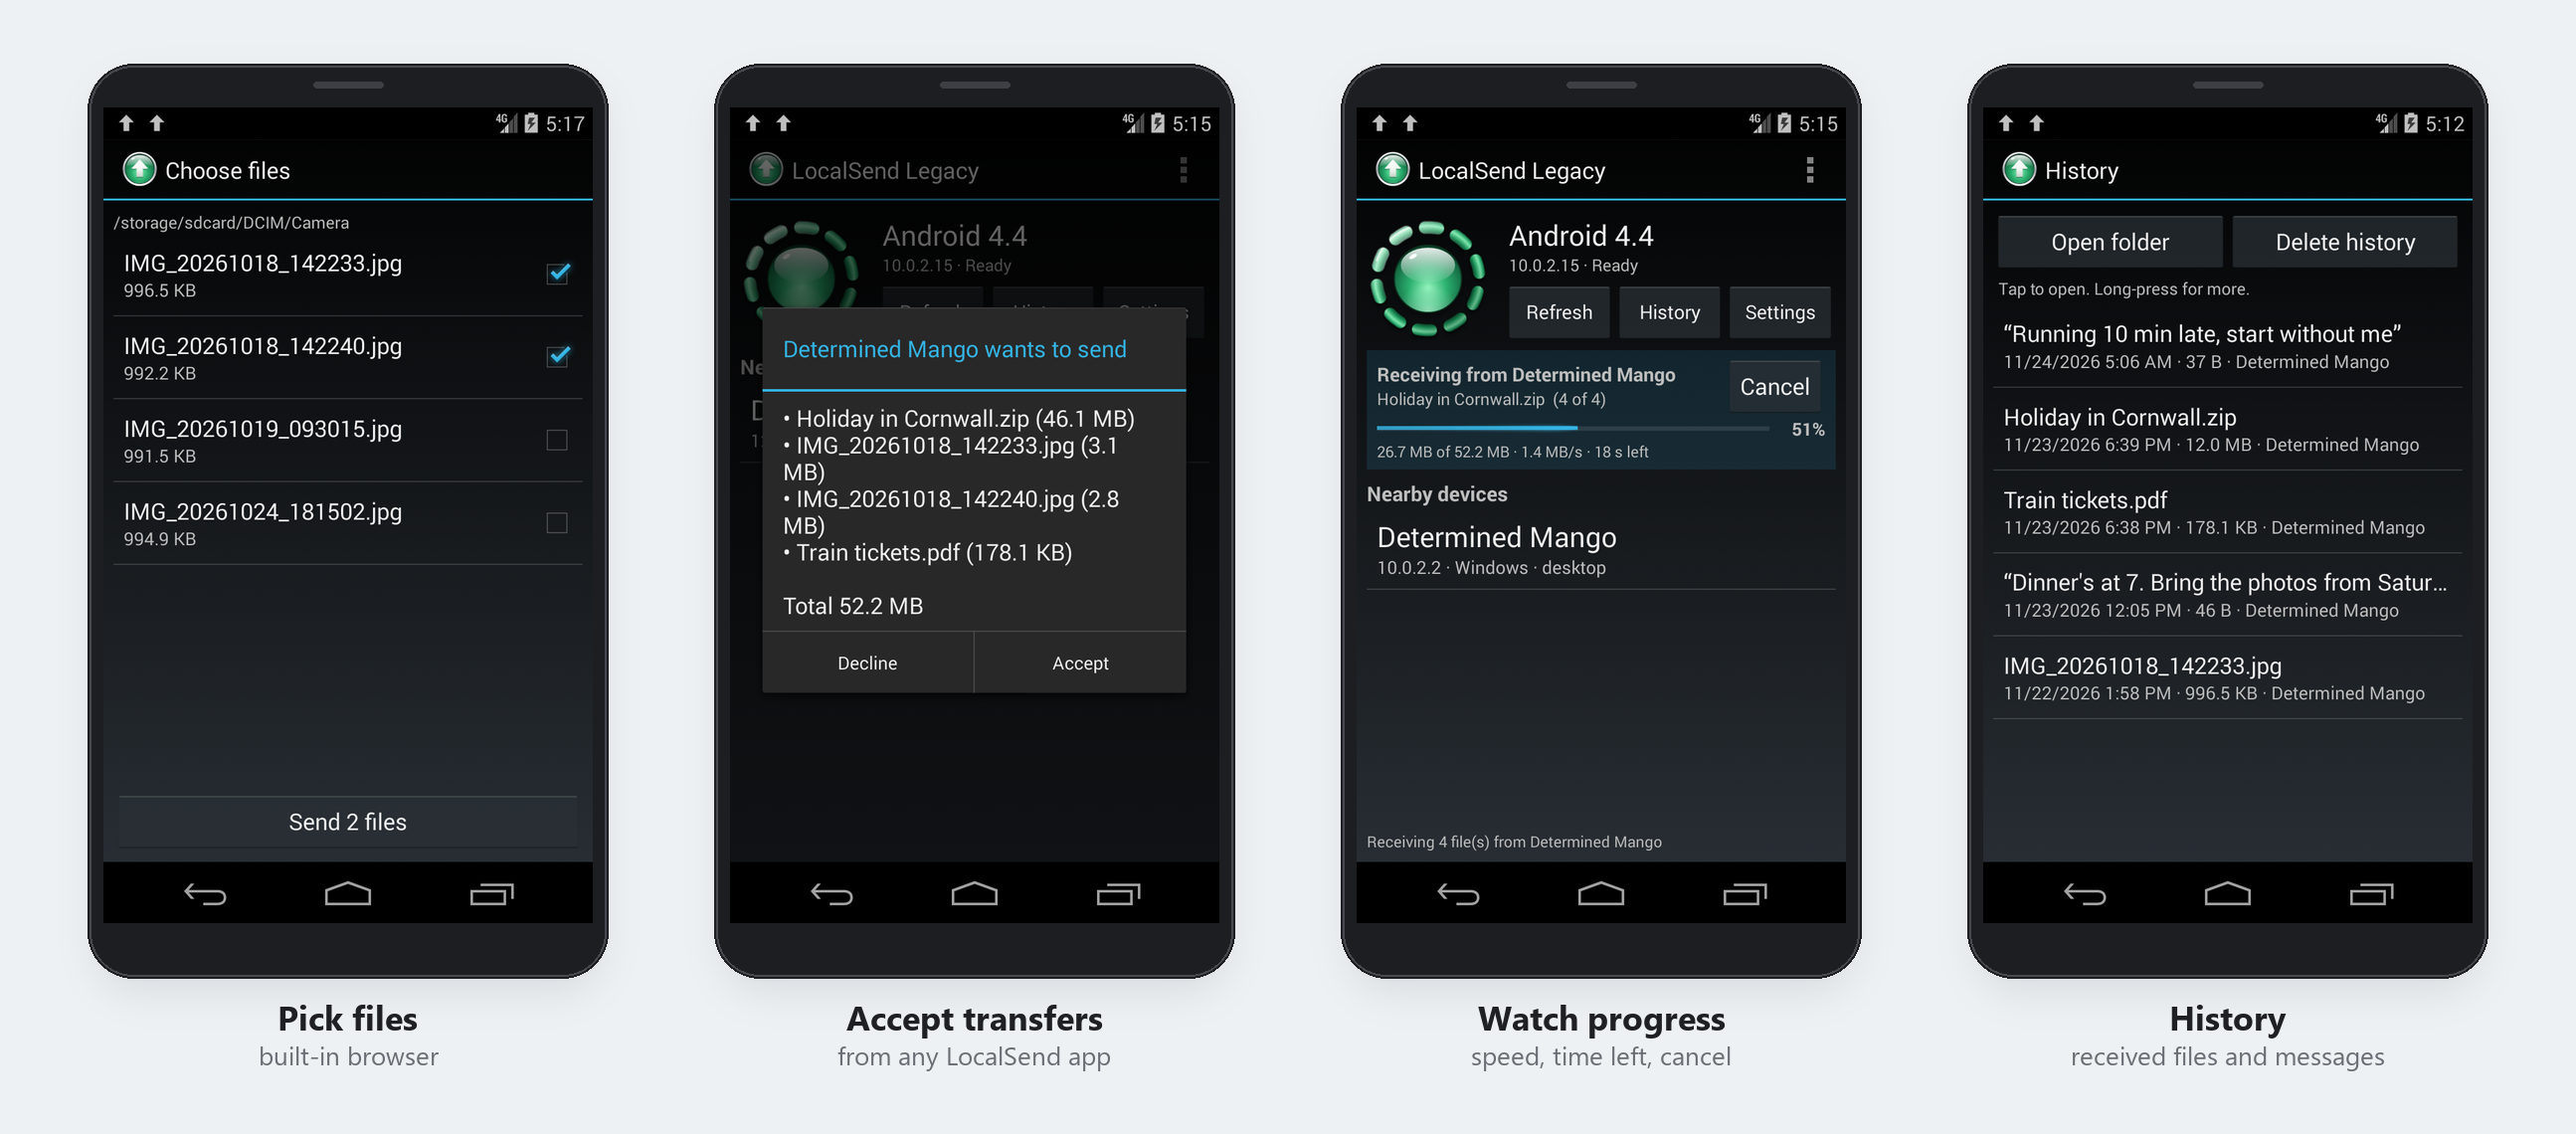 4G 5:17
Choose files
/storage/sdcard/DCIM/Camera
IMG_20261018_142233.jpg
996.5 KB
IMG_20261018_142240.jpg
992.2 KB
IMG_20261019_093015.jpg
991.5 KB
IMG_20261024_181502.jpg
994.9 KB
Send 2 files
Pick files
built-in browser
4G 5:15
LocalSend Legacy
Android 4.4
10.0.2.15 · Ready
Determined Mango wants to send
• Holiday in Cornwall.zip (46.1 MB)
• IMG_20261018_142233.jpg (3.1
MB)
• IMG_20261018_142240.jpg (2.8
MB)
• Train tickets.pdf (178.1 KB)
Total 52.2 MB
Decline Accept
Accept transfers
from any LocalSend app
4G 5:15
LocalSend Legacy
Android 4.4
10.0.2.15 · Ready
Refresh History Settings
Receiving from Determined Mango
Cancel
Holiday in Cornwall.zip (4 of 4)
51%
26.7 MB of 52.2 MB · 1.4 MB/s · 18 s left
Nearby devices
Determined Mango
10.0.2.2 · Windows · desktop
Receiving 4 file(s) from Determined Mango
Watch progress
speed, time left, cancel
4G 5:12
History
Open folder Delete history
Tap to open. Long-press for more.
“Running 10 min late, start without me”
11/24/2026 5:06 AM · 37 B · Determined Mango
Holiday in Cornwall.zip
11/23/2026 6:39 PM · 12.0 MB · Determined Mango
Train tickets.pdf
11/23/2026 6:38 PM · 178.1 KB · Determined Mango
“Dinner's at 7. Bring the photos from Satur...
11/23/2026 12:05 PM · 46 B · Determined Mango
IMG_20261018_142233.jpg
11/22/2026 1:58 PM · 996.5 KB · Determined Mango
History
received files and messages